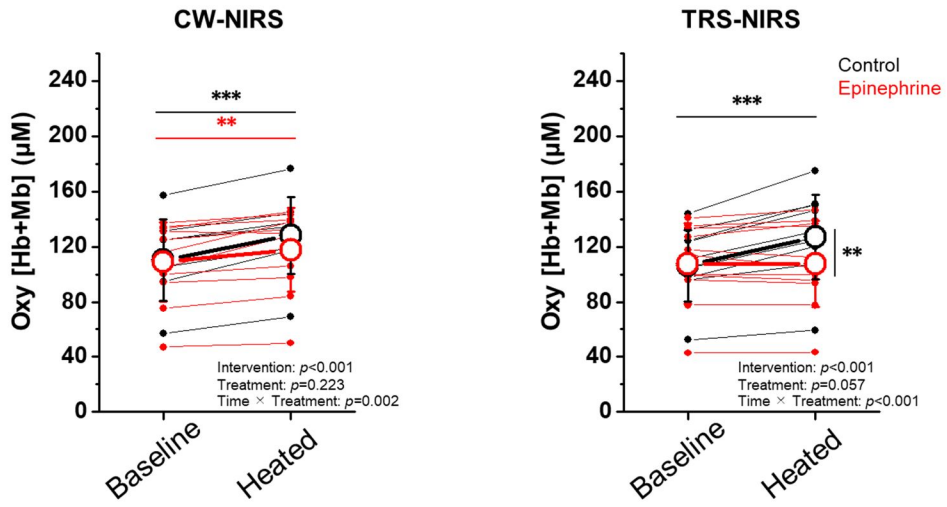 CW-NIRS
Oxy [Hb+Mb] (μM)
240
200
160
120
80
40
0
***
**
Intervention: p<0.001
Treatment: p=0.223
Time × Treatment: p=0.002
Baseline
Heated
TRS-NIRS
Control
Epinephrine
Oxy [Hb+Mb] (μM)
240
200
160
120
80
40
0
***
**
Intervention: p<0.001
Treatment: p=0.057
Time × Treatment: p<0.001
Baseline
Heated